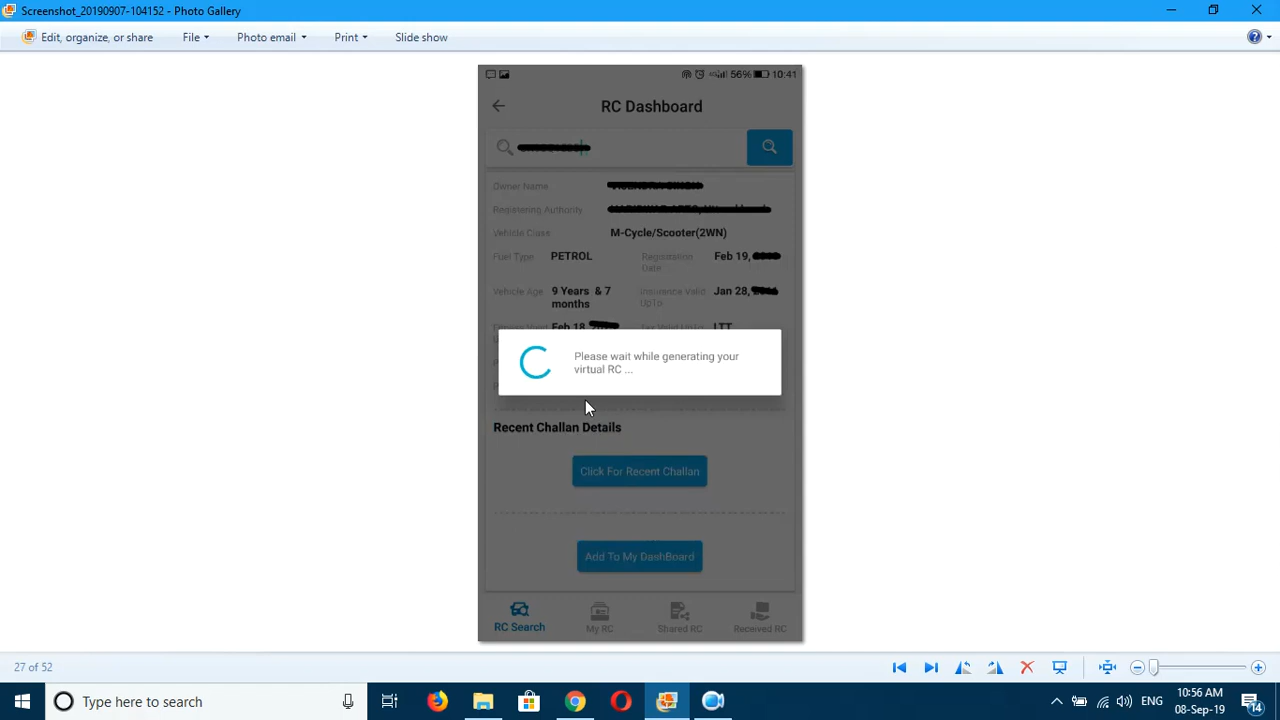 Screenshot_20190907-104152 - Photo Gallery
Edit, organize, or share
File
Photo email
Print
Slide show
56%
10:41
RC Dashboard
Owner Name
Registering Authority
Vehicle Class
M-Cycle/Scooter(2WN)
Fuel Type
PETROL
Registration
Date
Feb 19,
Vehicle Age
9 Years & 7
months
Insurance Valid
UpTo
Jan 28,
Feb 18,
LTT
Please wait while generating your
virtual RC ...
Recent Challan Details
Click For Recent Challan
Add To My DashBoard
RC Search
My RC
Shared RC
Received RC
27 of 52
Type here to search
ENG
10:56 AM
08-Sep-19
14